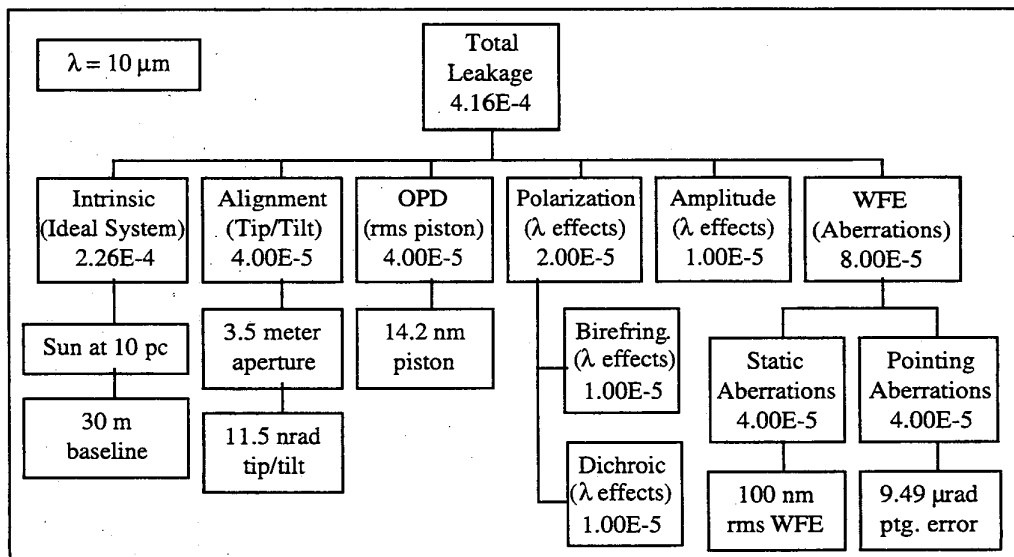 λ = 10 μm
Total
Leakage
4.16E-4
Intrinsic
(Ideal System)
2.26E-4
Alignment
(Tip/Tilt)
4.00E-5
OPD
(rms piston)
4.00E-5
Polarization
(λ effects)
2.00E-5
Amplitude
(λ effects)
1.00E-5
WFE
(Aberrations)
8.00E-5
Sun at 10 pc
30 m
baseline
3.5 meter
aperture
11.5 nrad
tip/tilt
14.2 nm
piston
Birefring.
(λ effects)
1.00E-5
Dichroic
(λ effects)
1.00E-5
Static
Aberrations
4.00E-5
100 nm
rms WFE
Pointing
Aberrations
4.00E-5
9.49 μrad
ptg. error